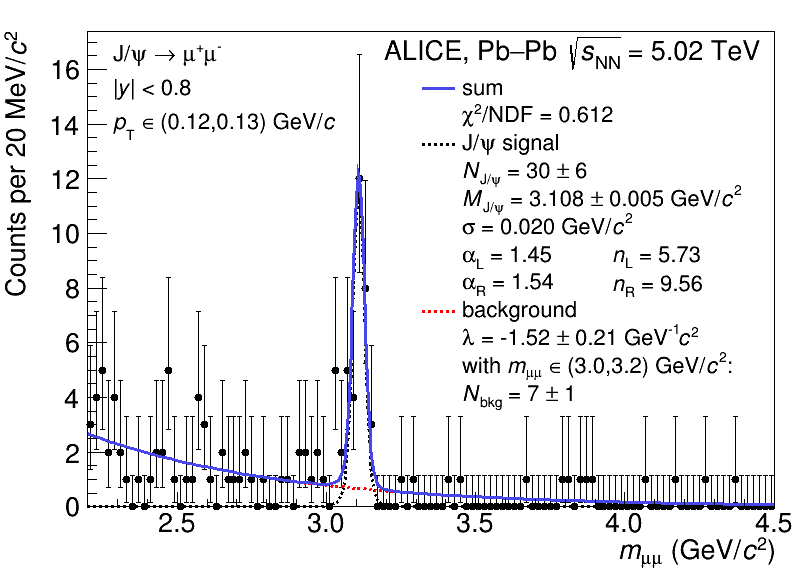 ALICE, Pb–Pb √s_NN = 5.02 TeV
J/ψ → μ⁺μ⁻
|y| < 0.8
p_T ∈ (0.12,0.13) GeV/c
sum
χ²/NDF = 0.612
J/ψ signal
N_J/ψ = 30 ± 6
M_J/ψ = 3.108 ± 0.005 GeV/c²
σ = 0.020 GeV/c²
α_L = 1.45 n_L = 5.73
α_R = 1.54 n_R = 9.56
background
λ = -1.52 ± 0.21 GeV⁻¹c²
with m_μμ ∈ (3.0,3.2) GeV/c²:
N_bkg = 7 ± 1
Counts per 20 MeV/c²
16
14
12
10
8
6
4
2
0
2.5 3.0 3.5 4.0 4.5
m_μμ (GeV/c²)